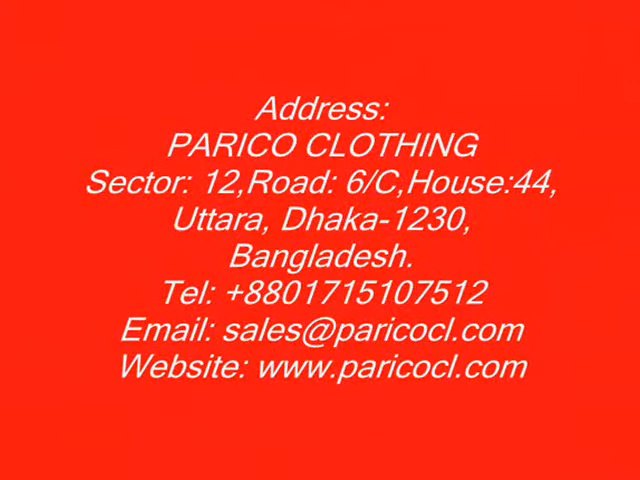 Address:
PARICO CLOTHING
Sector: 12,Road: 6/C,House:44,
Uttara, Dhaka-1230,
Bangladesh.
Tel: +8801715107512
Email: sales@paricocl.com
Website: www.paricocl.com